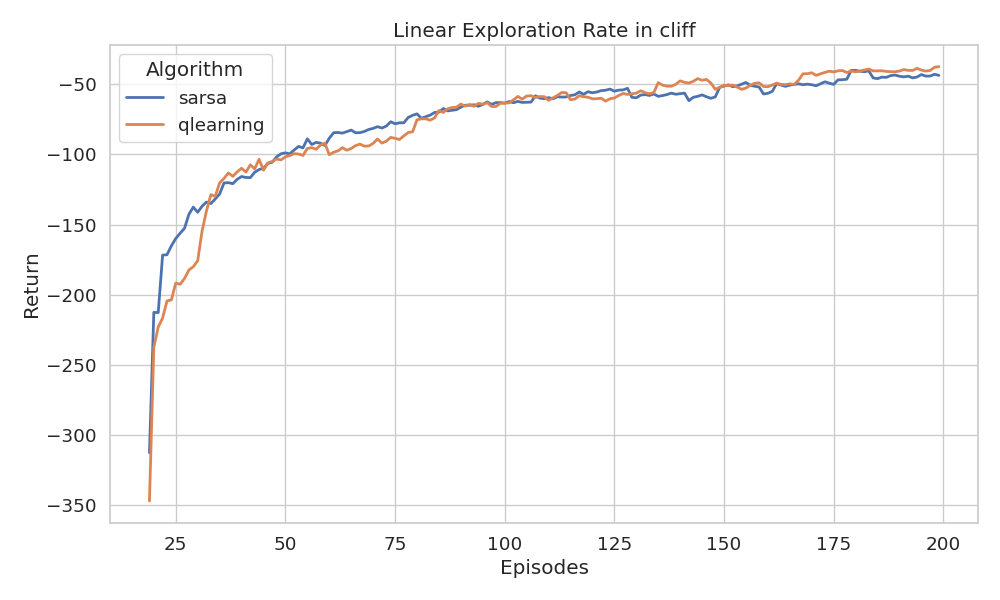 Linear Exploration Rate in cliff
Algorithm
sarsa
qlearning
−50
−100
−150
−200
−250
−300
−350
Return
25 50 75 100 125 150 175 200
Episodes